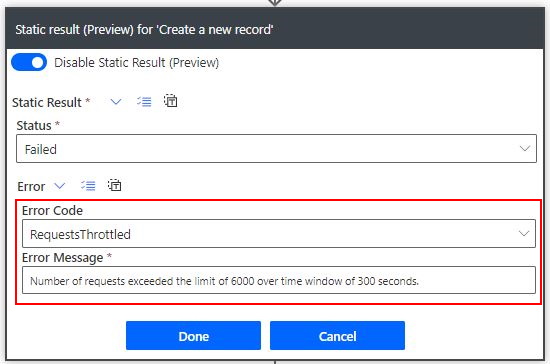 Static result (Preview) for 'Create a new record'
Disable Static Result (Preview)
Static Result *
Status *
Failed
Error
Error Code
RequestsThrottled
Error Message *
Number of requests exceeded the limit of 6000 over time window of 300 seconds.
Done Cancel